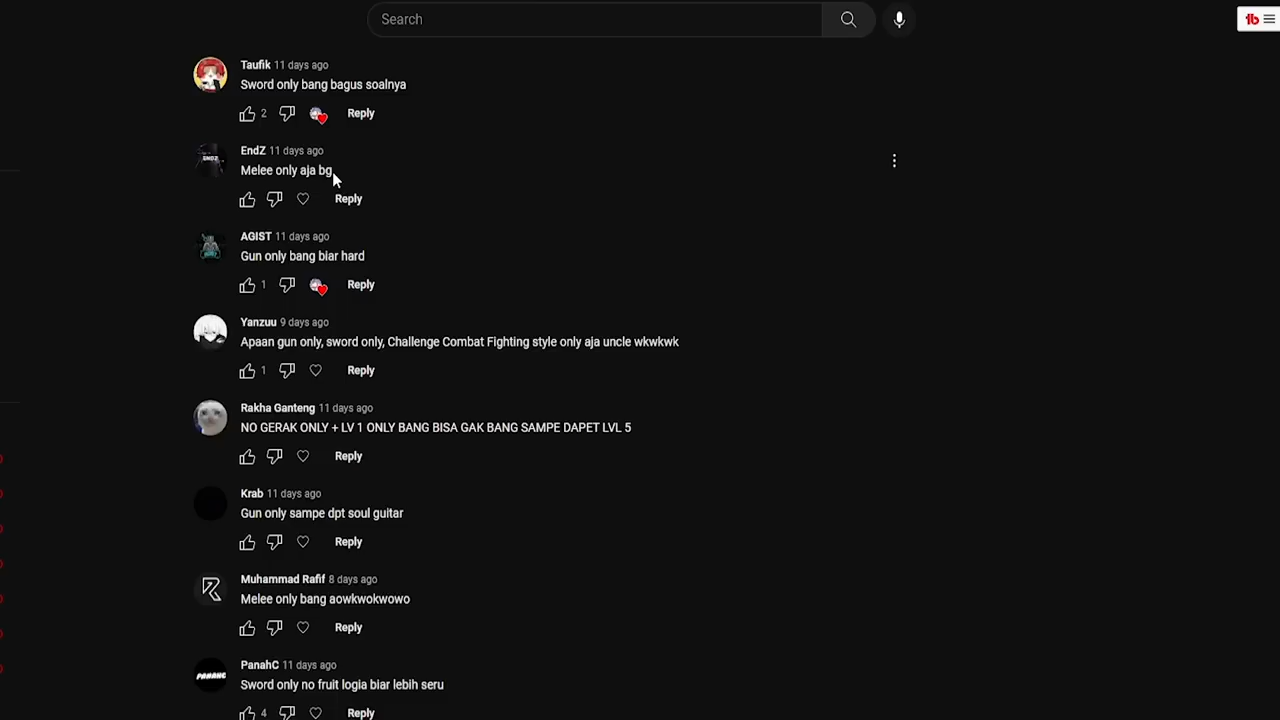 Search
Taufik 11 days ago
Sword only bang bagus soalnya
2 Reply
EndZ 11 days ago
Melee only aja bg
Reply
AGIST 11 days ago
Gun only bang biar hard
1 Reply
Yanzuu 9 days ago
Apaan gun only, sword only, Challenge Combat Fighting style only aja uncle wkwkwk
1 Reply
Rakha Ganteng 11 days ago
NO GERAK ONLY + LV 1 ONLY BANG BISA GAK BANG SAMPE DAPET LVL 5
Reply
Krab 11 days ago
Gun only sampe dpt soul guitar
Reply
Muhammad Rafif 8 days ago
Melee only bang aowkwokwowo
Reply
PanahC 11 days ago
Sword only no fruit logia biar lebih seru
4 Reply